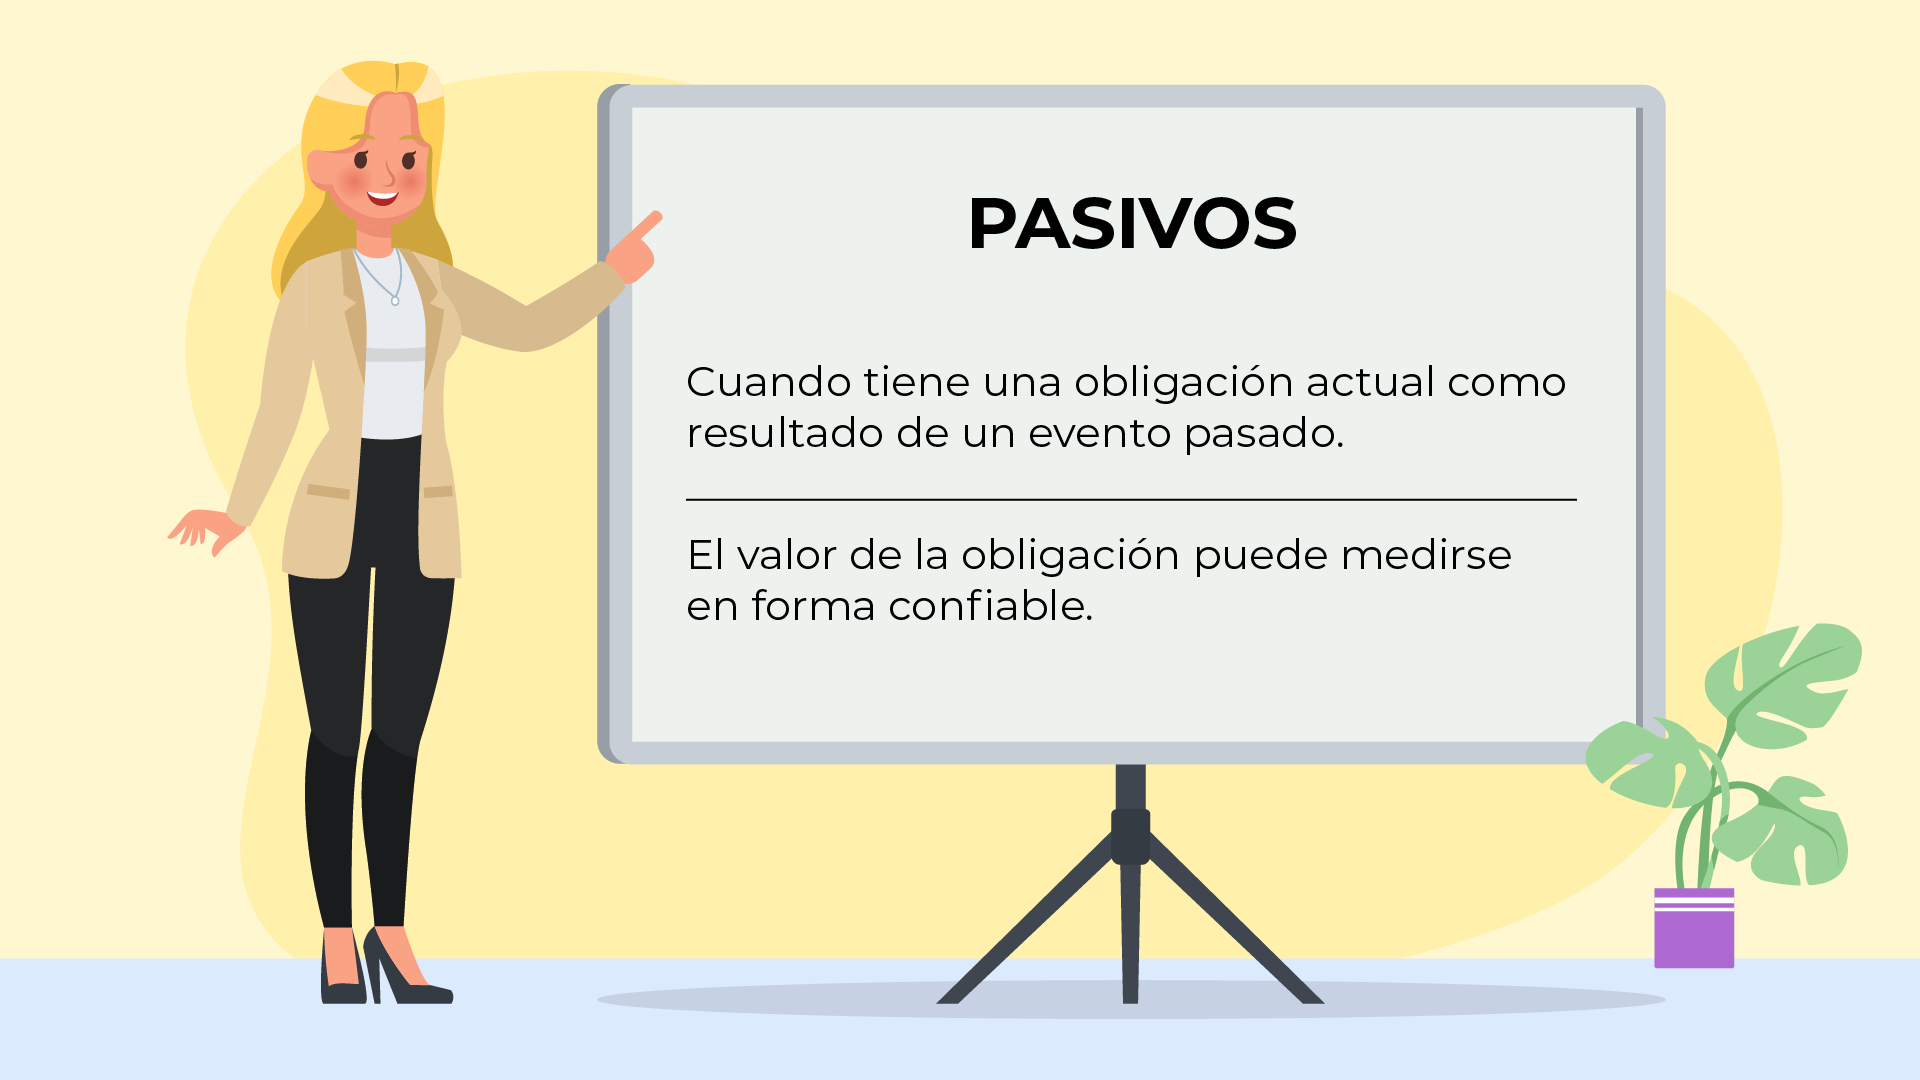 PASIVOS
Cuando tiene una obligación actual como
resultado de un evento pasado.
El valor de la obligación puede medirse
en forma confiable.